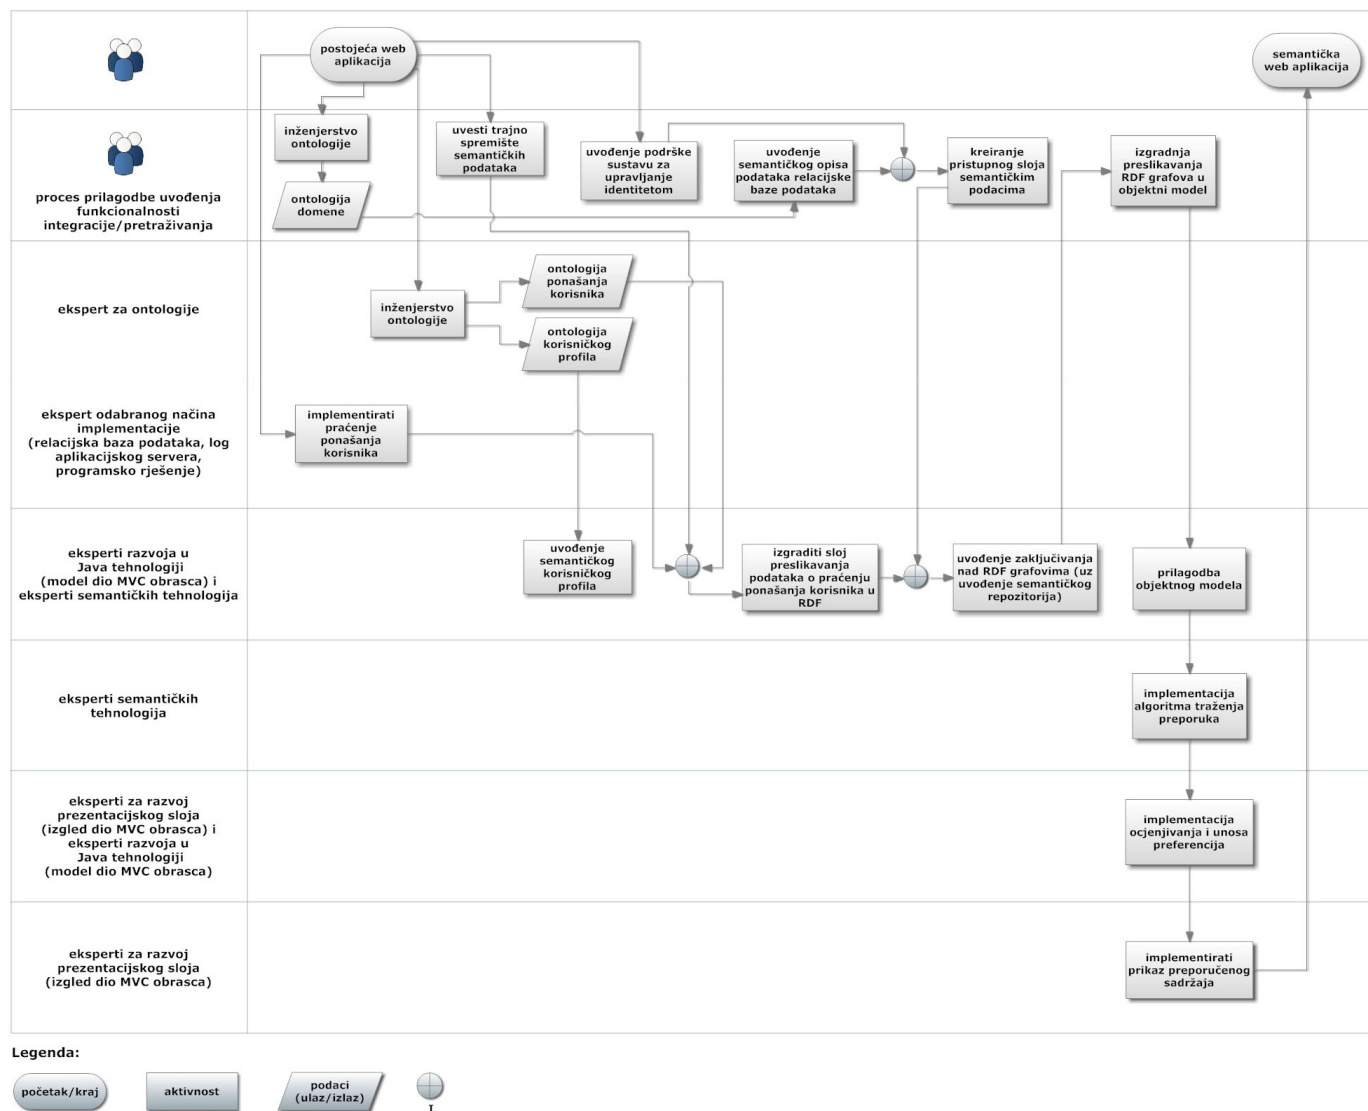 postojeća web
aplikacija
semantička
web aplikacija
proces prilagodbe uvođenja
funkcionalnosti
integracije/pretraživanja
inženjerstvo
ontologije
ontologija
domene
uvesti trajno
spremište
semantičkih
podataka
uvođenje podrške
sustavu za
upravljanje
identitetom
uvođenje
semantičkog opisa
podataka relacijske
baze podataka
kreiranje
pristupnog sloja
semantičkim
podacima
izgradnja
preslikavanja
RDF grafova u
objektni model
ekspert za ontologije
inženjerstvo
ontologije
ontologija
ponašanja
korisnika
ontologija
korisničkog
profila
ekspert odabranog načina
implementacije
(relacijska baza podataka, log
aplikacijskog servera,
programsko rješenje)
implementirati
praćenje
ponašanja
korisnika
eksperti razvoja u
Java tehnologiji
(model dio MVC obrasca) i
eksperti semantičkih tehnologija
uvođenje
semantičkog
korisničkog
profila
izgraditi sloj
preslikavanja
podataka o praćenju
ponašanja korisnika u
RDF
uvođenje zaključivanja
nad RDF grafovima (uz
uvođenje semantičkog
repozitorija)
prilagodba
objektnog modela
eksperti semantičkih
tehnologija
implementacija
algoritma traženja
preporuka
eksperti za razvoj
prezentacijskog sloja
(izgled dio MVC obrasca) i
eksperti razvoja u
Java tehnologiji
(model dio MVC obrasca)
implementacija
ocjenjivanja i unosa
preferencija
eksperti za razvoj
prezentacijskog sloja
(izgled dio MVC obrasca)
implementirati
prikaz preporučenog
sadržaja
Legenda:
početak/kraj
aktivnost
podaci
(ulaz/izlaz)
I